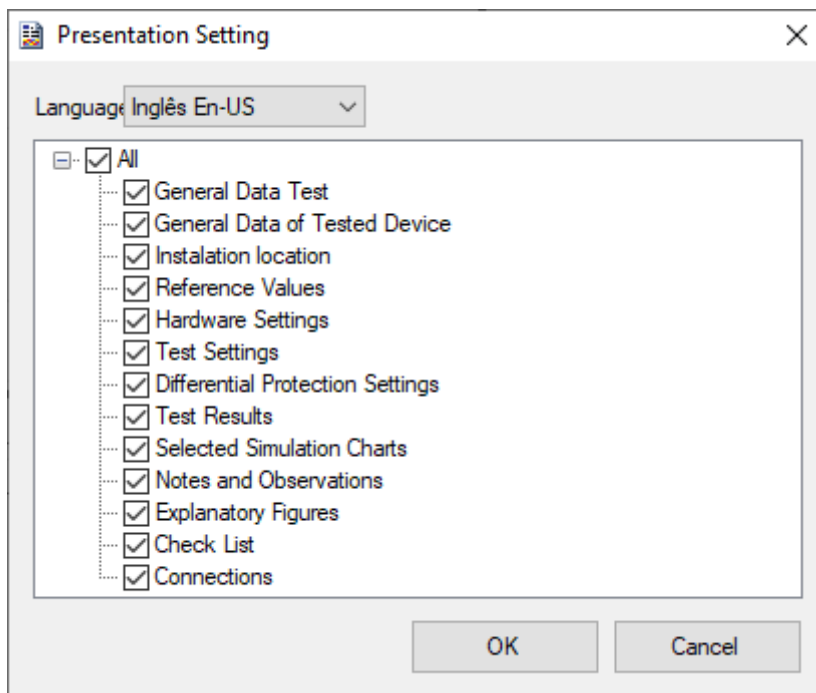 Presentation Setting
Language Inglês En-US
All
General Data Test
General Data of Tested Device
Instalation location
Reference Values
Hardware Settings
Test Settings
Differential Protection Settings
Test Results
Selected Simulation Charts
Notes and Observations
Explanatory Figures
Check List
Connections
OK Cancel